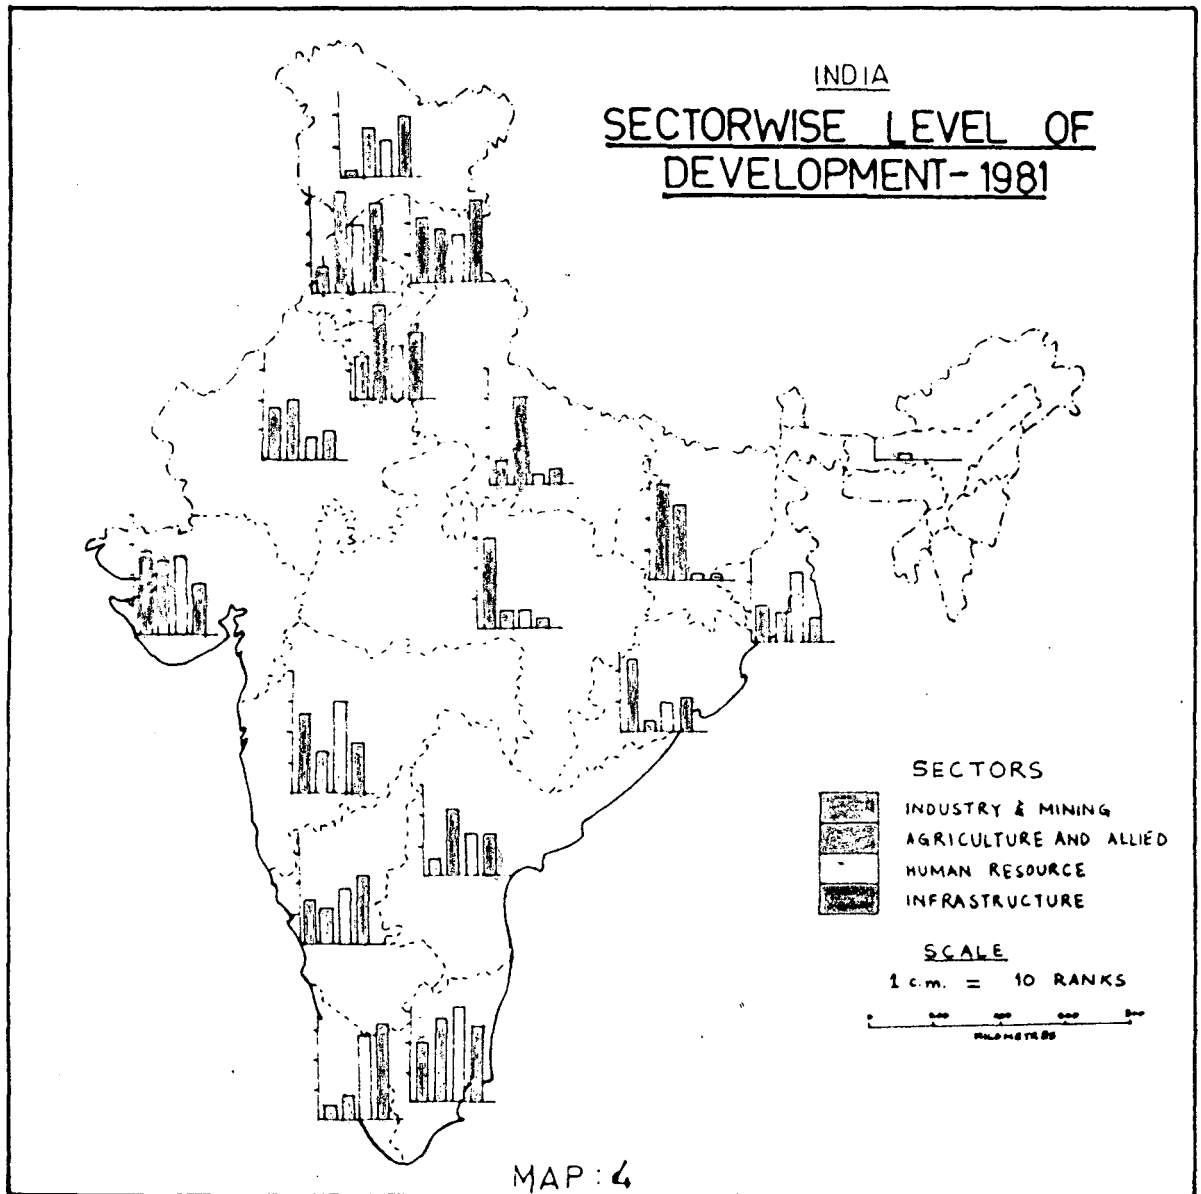 INDIA
SECTORWISE LEVEL OF
DEVELOPMENT-1981
SECTORS
INDUSTRY & MINING
AGRICULTURE AND ALLIED
HUMAN RESOURCE
INFRASTRUCTURE
SCALE
1 c.m. = 10 RANKS
KILOMETRES
MAP : 4